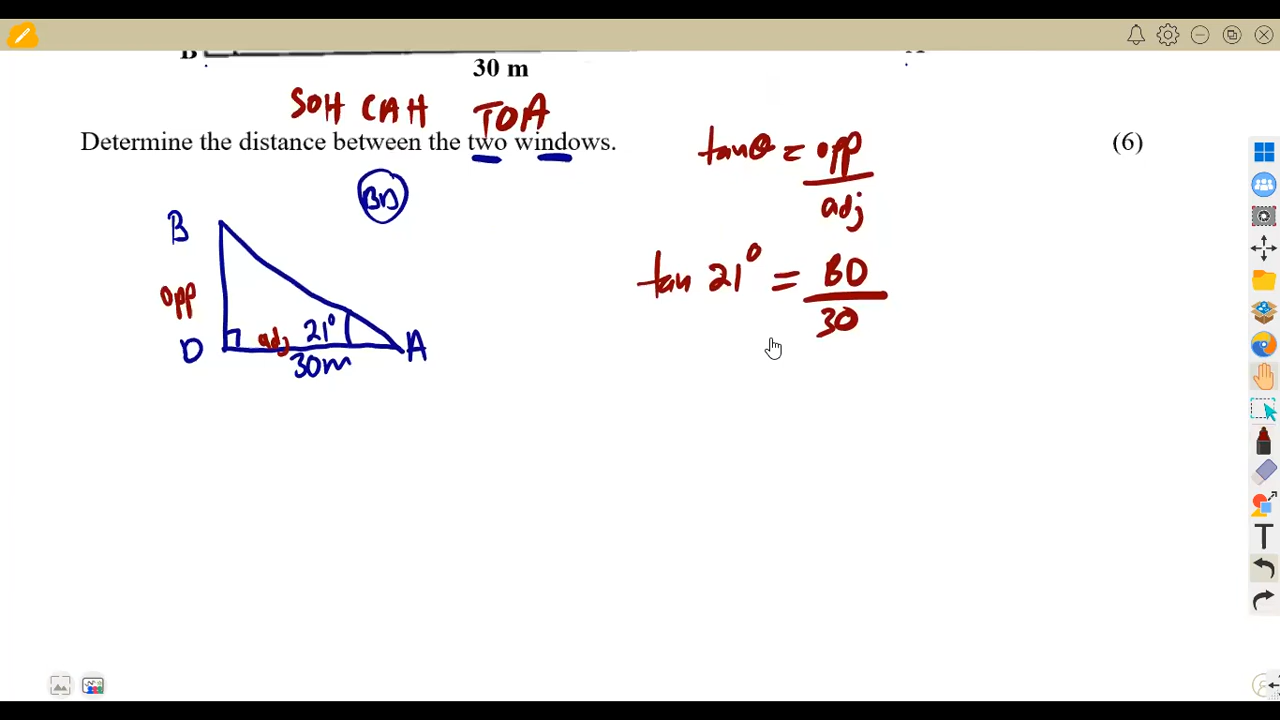 B
30 m
SOH CAH TOA
Determine the distance between the two windows. (6)
BD
tanθ = opp
adj
B
opp
D
adj 21°
30m
A
tan 21° = BD
30
T